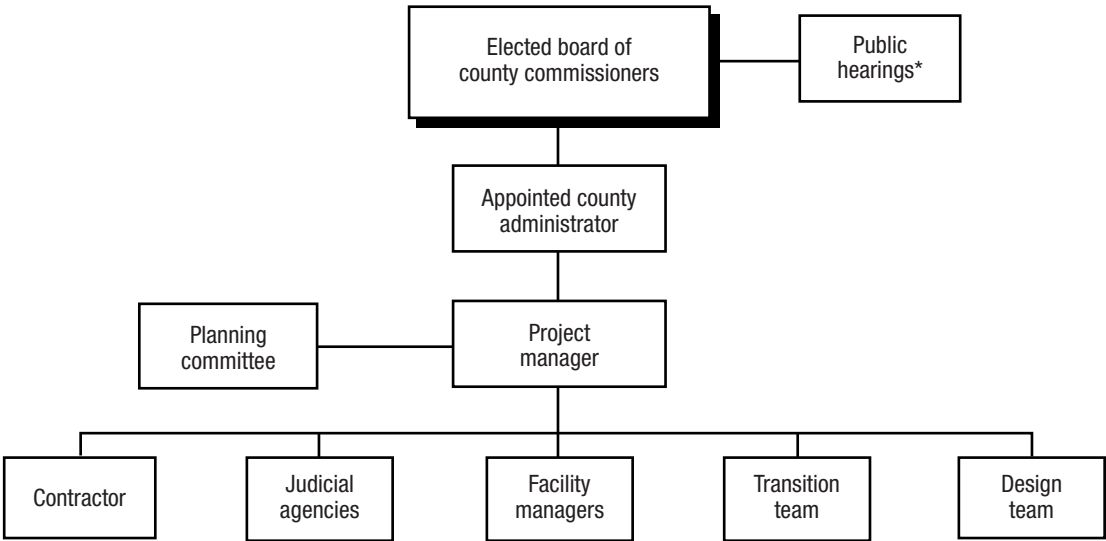 Elected board of
county commissioners
Public
hearings*
Appointed county
administrator
Planning
committee
Project
manager
Contractor
Judicial
agencies
Facility
managers
Transition
team
Design
team